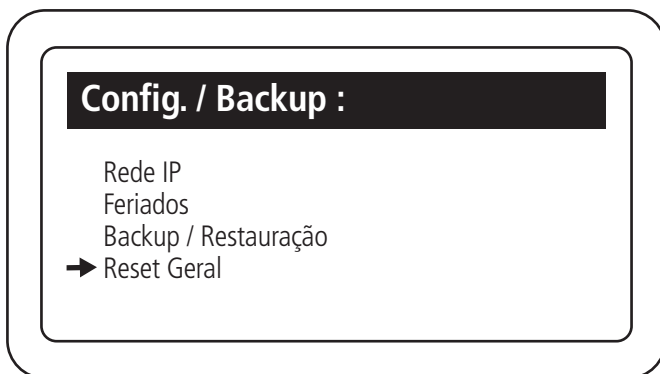 Config. / Backup :
Rede IP
Feriados
Backup / Restauração
Reset Geral